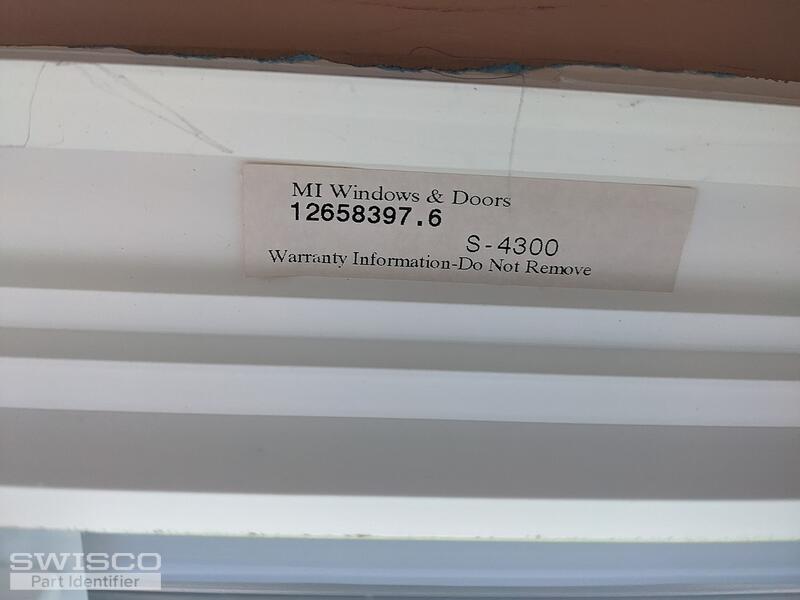 MI Windows & Doors
12658397.6
S-4300
Warranty Information-Do Not Remove
SWISCO
Part Identifier